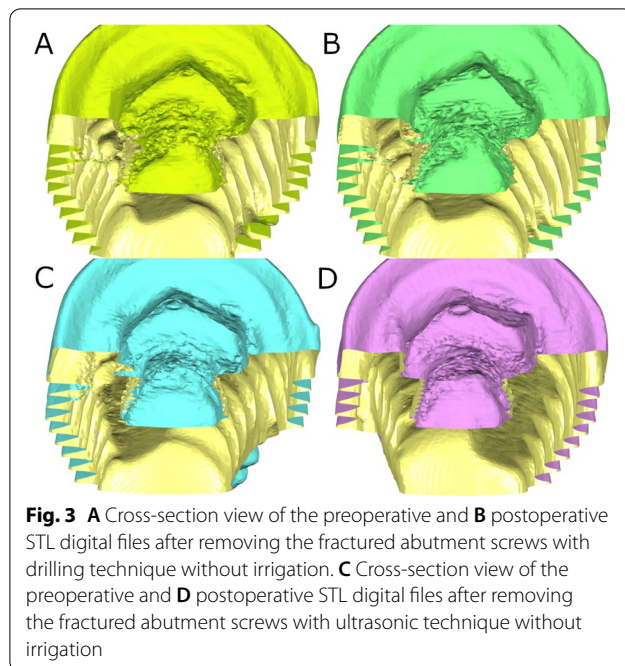 A
B
C
D
Fig. 3 A Cross-section view of the preoperative and B postoperative
STL digital files after removing the fractured abutment screws with
drilling technique without irrigation. C Cross-section view of the
preoperative and D postoperative STL digital files after removing
the fractured abutment screws with ultrasonic technique without
irrigation